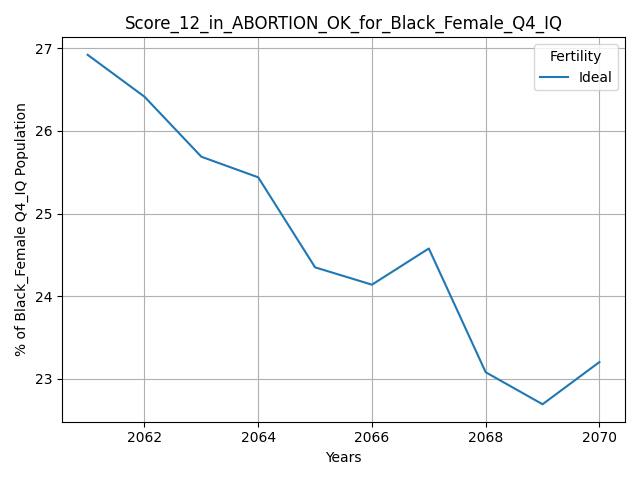 Score_12_in_ABORTION_OK_for_Black_Female_Q4_IQ
27
26
25
24
23
% of Black_Female Q4_IQ Population
Fertility
Ideal
2062
2064
2066
2068
2070
Years